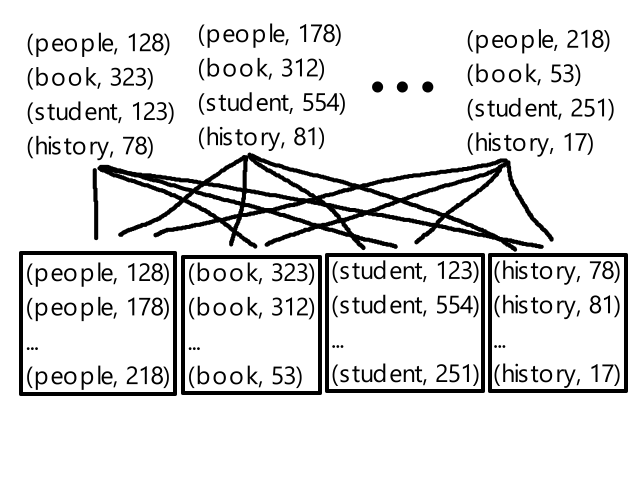 (people, 128)
(book, 323)
(student, 123)
(history, 78)
(people, 178)
(book, 312)
(student, 554)
(history, 81)
...
(people, 218)
(book, 53)
(student, 251)
(history, 17)
(people, 128)
(people, 178)
...
(people, 218)
(book, 323)
(book, 312)
...
(book, 53)
(student, 123)
(student, 554)
...
(student, 251)
(history, 78)
(history, 81)
...
(history, 17)